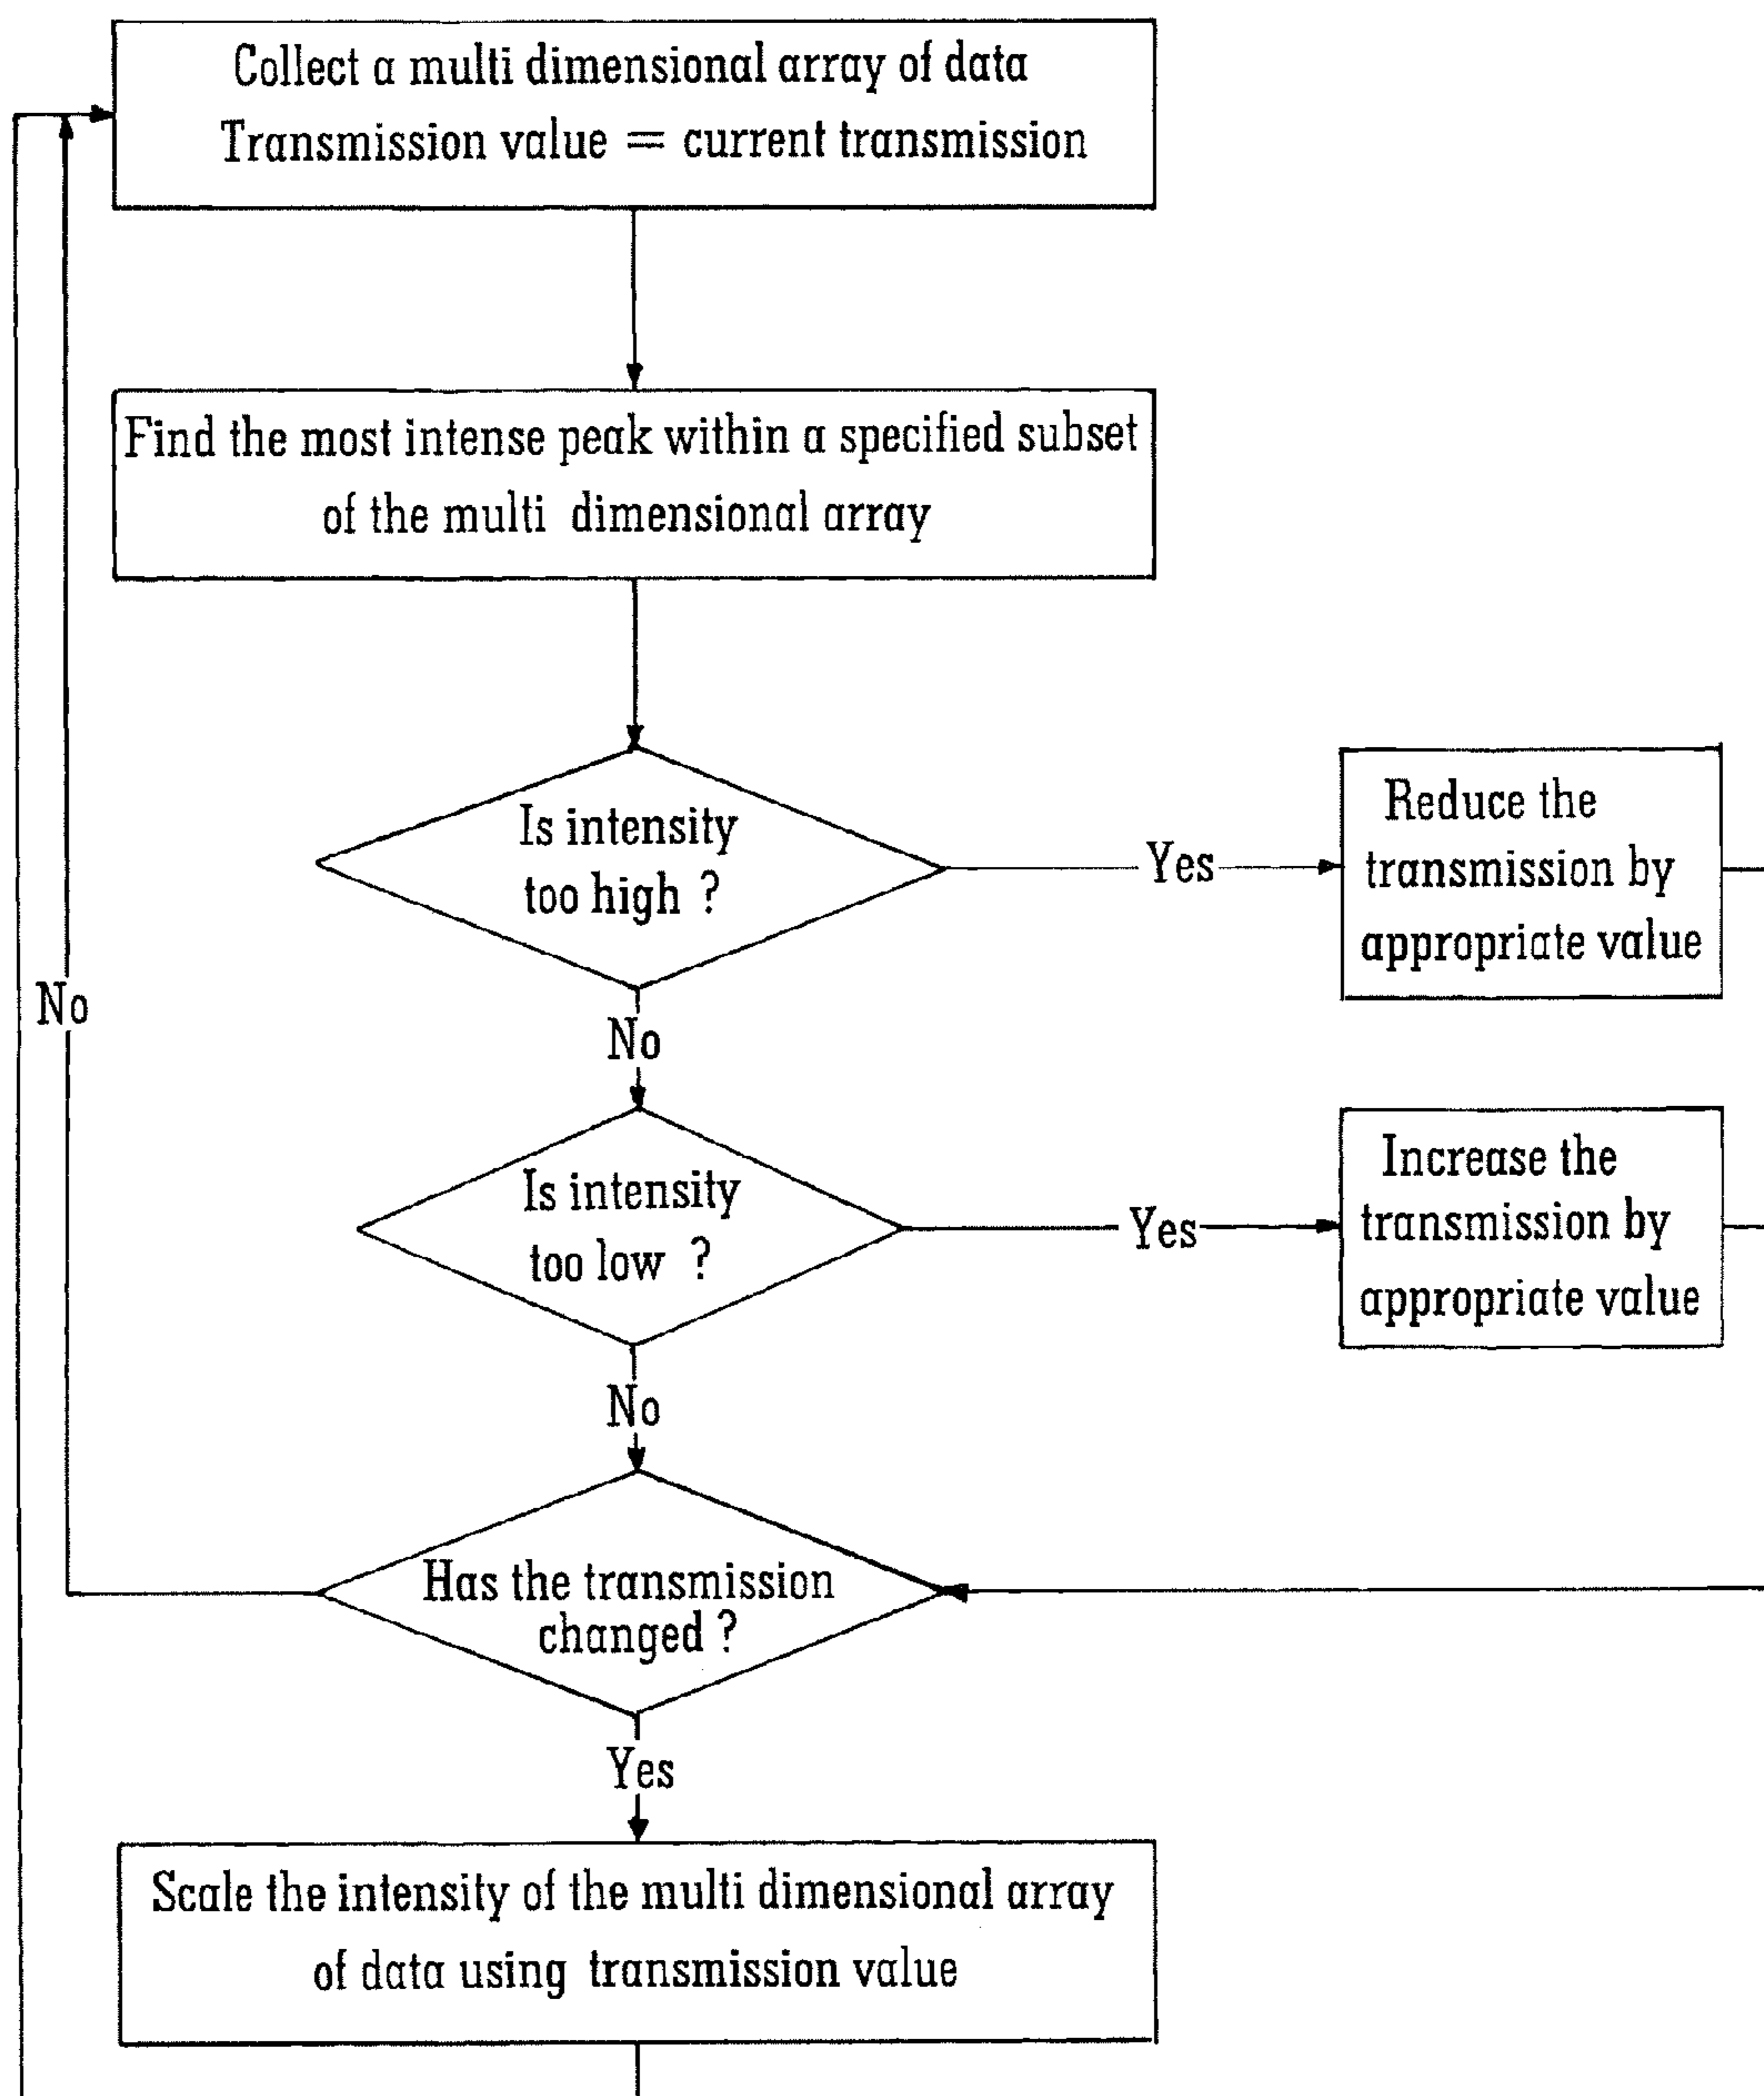 Collect a multi dimensional array of data
Transmission value = current transmission
Find the most intense peak within a specified subset
of the multi dimensional array
Is intensity
too high ?
Yes
Reduce the
transmission by
appropriate value
No
No
Is intensity
too low ?
Yes
Increase the
transmission by
appropriate value
No
Has the transmission
changed ?
Yes
Scale the intensity of the multi dimensional array
of data using transmission value